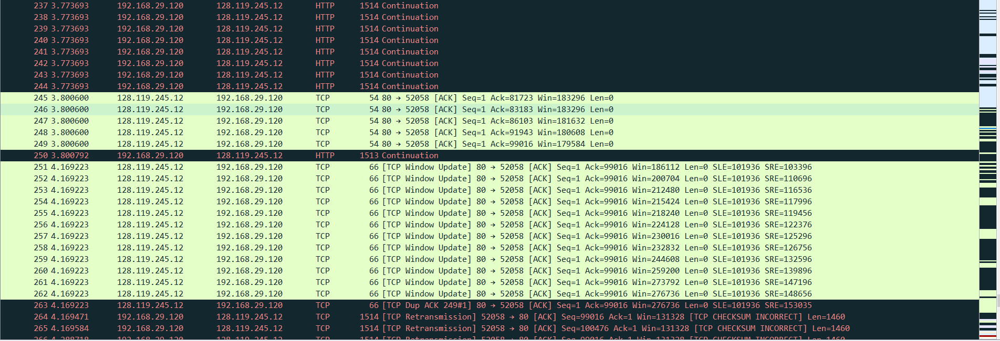 237 3.773693 192.168.29.120 128.119.245.12 HTTP 1514 Continuation
238 3.773693 192.168.29.120 128.119.245.12 HTTP 1514 Continuation
239 3.773693 192.168.29.120 128.119.245.12 HTTP 1514 Continuation
240 3.773693 192.168.29.120 128.119.245.12 HTTP 1514 Continuation
241 3.773693 192.168.29.120 128.119.245.12 HTTP 1514 Continuation
242 3.773693 192.168.29.120 128.119.245.12 HTTP 1514 Continuation
243 3.773693 192.168.29.120 128.119.245.12 HTTP 1514 Continuation
244 3.773693 192.168.29.120 128.119.245.12 HTTP 1514 Continuation
245 3.800600 128.119.245.12 192.168.29.120 TCP 54 80 → 52058 [ACK] Seq=1 Ack=81723 Win=183296 Len=0
246 3.800600 128.119.245.12 192.168.29.120 TCP 54 80 → 52058 [ACK] Seq=1 Ack=83183 Win=183296 Len=0
247 3.800600 128.119.245.12 192.168.29.120 TCP 54 80 → 52058 [ACK] Seq=1 Ack=86103 Win=181632 Len=0
248 3.800600 128.119.245.12 192.168.29.120 TCP 54 80 → 52058 [ACK] Seq=1 Ack=91943 Win=180608 Len=0
249 3.800600 128.119.245.12 192.168.29.120 TCP 54 80 → 52058 [ACK] Seq=1 Ack=99016 Win=179584 Len=0
250 3.800792 192.168.29.120 128.119.245.12 HTTP 1513 Continuation
251 4.169223 128.119.245.12 192.168.29.120 TCP 66 [TCP Window Update] 80 → 52058 [ACK] Seq=1 Ack=99016 Win=186112 Len=0 SLE=101936 SRE=103396
252 4.169223 128.119.245.12 192.168.29.120 TCP 66 [TCP Window Update] 80 → 52058 [ACK] Seq=1 Ack=99016 Win=200704 Len=0 SLE=101936 SRE=110696
253 4.169223 128.119.245.12 192.168.29.120 TCP 66 [TCP Window Update] 80 → 52058 [ACK] Seq=1 Ack=99016 Win=212480 Len=0 SLE=101936 SRE=116536
254 4.169223 128.119.245.12 192.168.29.120 TCP 66 [TCP Window Update] 80 → 52058 [ACK] Seq=1 Ack=99016 Win=215424 Len=0 SLE=101936 SRE=117996
255 4.169223 128.119.245.12 192.168.29.120 TCP 66 [TCP Window Update] 80 → 52058 [ACK] Seq=1 Ack=99016 Win=218240 Len=0 SLE=101936 SRE=119456
256 4.169223 128.119.245.12 192.168.29.120 TCP 66 [TCP Window Update] 80 → 52058 [ACK] Seq=1 Ack=99016 Win=224128 Len=0 SLE=101936 SRE=122376
257 4.169223 128.119.245.12 192.168.29.120 TCP 66 [TCP Window Update] 80 → 52058 [ACK] Seq=1 Ack=99016 Win=230016 Len=0 SLE=101936 SRE=125296
258 4.169223 128.119.245.12 192.168.29.120 TCP 66 [TCP Window Update] 80 → 52058 [ACK] Seq=1 Ack=99016 Win=232832 Len=0 SLE=101936 SRE=126756
259 4.169223 128.119.245.12 192.168.29.120 TCP 66 [TCP Window Update] 80 → 52058 [ACK] Seq=1 Ack=99016 Win=244608 Len=0 SLE=101936 SRE=132596
260 4.169223 128.119.245.12 192.168.29.120 TCP 66 [TCP Window Update] 80 → 52058 [ACK] Seq=1 Ack=99016 Win=259200 Len=0 SLE=101936 SRE=139896
261 4.169223 128.119.245.12 192.168.29.120 TCP 66 [TCP Window Update] 80 → 52058 [ACK] Seq=1 Ack=99016 Win=273792 Len=0 SLE=101936 SRE=147196
262 4.169223 128.119.245.12 192.168.29.120 TCP 66 [TCP Window Update] 80 → 52058 [ACK] Seq=1 Ack=99016 Win=276736 Len=0 SLE=101936 SRE=148656
263 4.169223 128.119.245.12 192.168.29.120 TCP 66 [TCP Dup ACK 249#1] 80 → 52058 [ACK] Seq=1 Ack=99016 Win=276736 Len=0 SLE=101936 SRE=153035
264 4.169471 192.168.29.120 128.119.245.12 TCP 1514 [TCP Retransmission] 52058 → 80 [ACK] Seq=99016 Ack=1 Win=131328 [TCP CHECKSUM INCORRECT] Len=1460
265 4.169584 192.168.29.120 128.119.245.12 TCP 1514 [TCP Retransmission] 52058 → 80 [ACK] Seq=100476 Ack=1 Win=131328 [TCP CHECKSUM INCORRECT] Len=1460